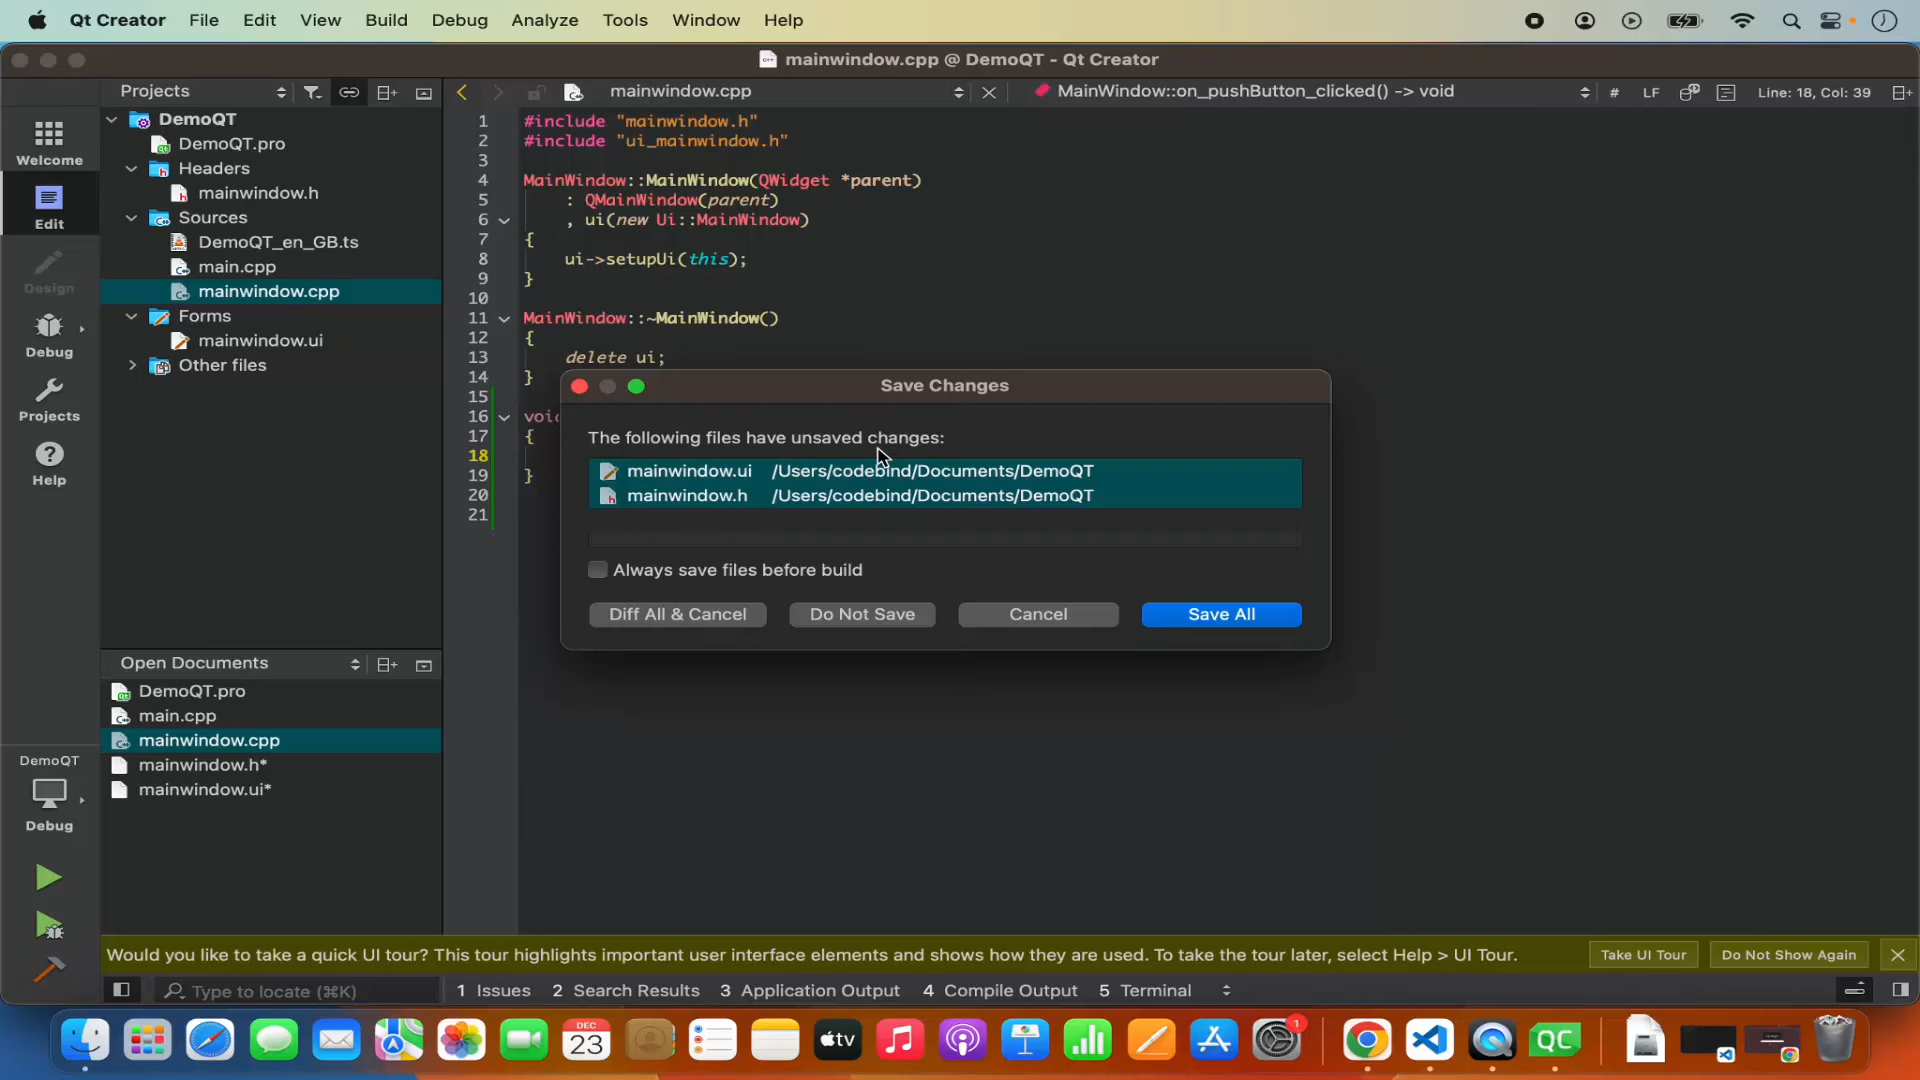 Qt Creator File Edit View Build Debug Analyze Tools Window Help
mainwindow.cpp @ DemoQT - Qt Creator
Projects
mainwindow.cpp
MainWindow::on_pushButton_clicked() -> void
# LF Line: 18, Col: 39
Welcome
Edit
Design
Debug
Projects
Help
DemoQT
DemoQT.pro
Headers
mainwindow.h
Sources
DemoQT_en_GB.ts
main.cpp
mainwindow.cpp
Forms
mainwindow.ui
Other files
1 #include "mainwindow.h"
2 #include "ui_mainwindow.h"
3
4 MainWindow::MainWindow(QWidget *parent)
5 : QMainWindow(parent)
6 , ui(new Ui::MainWindow)
7 {
8 ui->setupUi(this);
9 }
10
11 MainWindow::~MainWindow()
12 {
13 delete ui;
14 }
15
16
17 {
18
19 }
20
21
Save Changes
The following files have unsaved changes:
mainwindow.ui /Users/codebind/Documents/DemoQT
mainwindow.h /Users/codebind/Documents/DemoQT
Always save files before build
Diff All & Cancel Do Not Save Cancel Save All
Open Documents
DemoQT.pro
main.cpp
mainwindow.cpp
mainwindow.h*
mainwindow.ui*
DemoQT
Debug
Would you like to take a quick UI tour? This tour highlights important user interface elements and shows how they are used. To take the tour later, select Help > UI Tour. Take UI Tour Do Not Show Again
Type to locate (⌘K) 1 Issues 2 Search Results 3 Application Output 4 Compile Output 5 Terminal
DEC
23
tv
1
QC